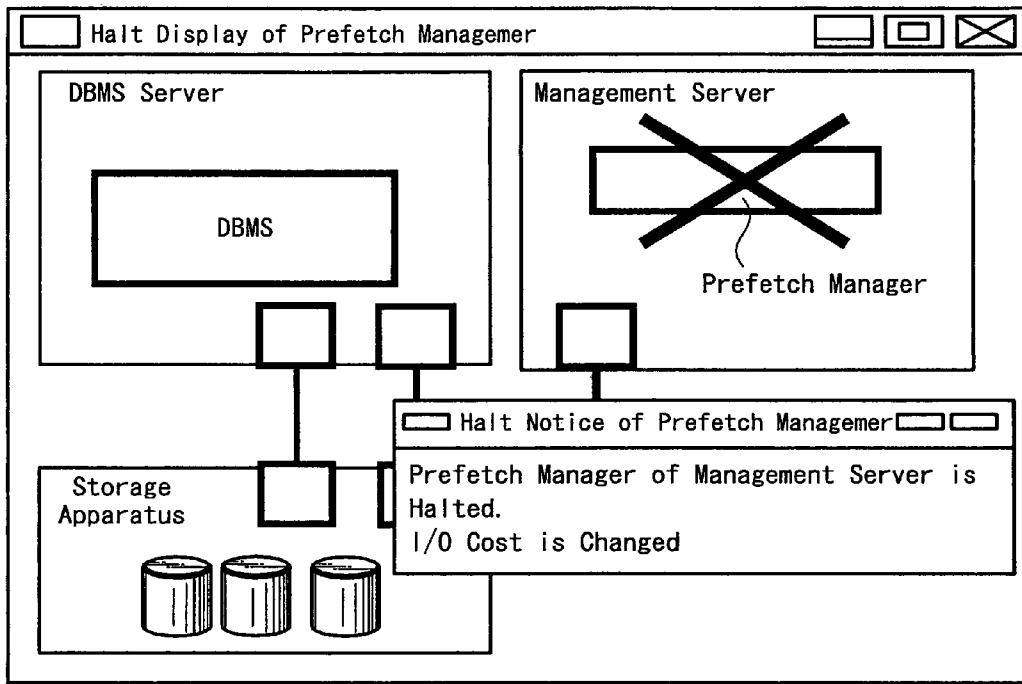 Halt Display of Prefetch Managemer
DBMS Server
DBMS
Management Server
Prefetch Manager
Halt Notice of Prefetch Managemer
Prefetch Manager of Management Server is
Halted.
I/O Cost is Changed
Storage
Apparatus